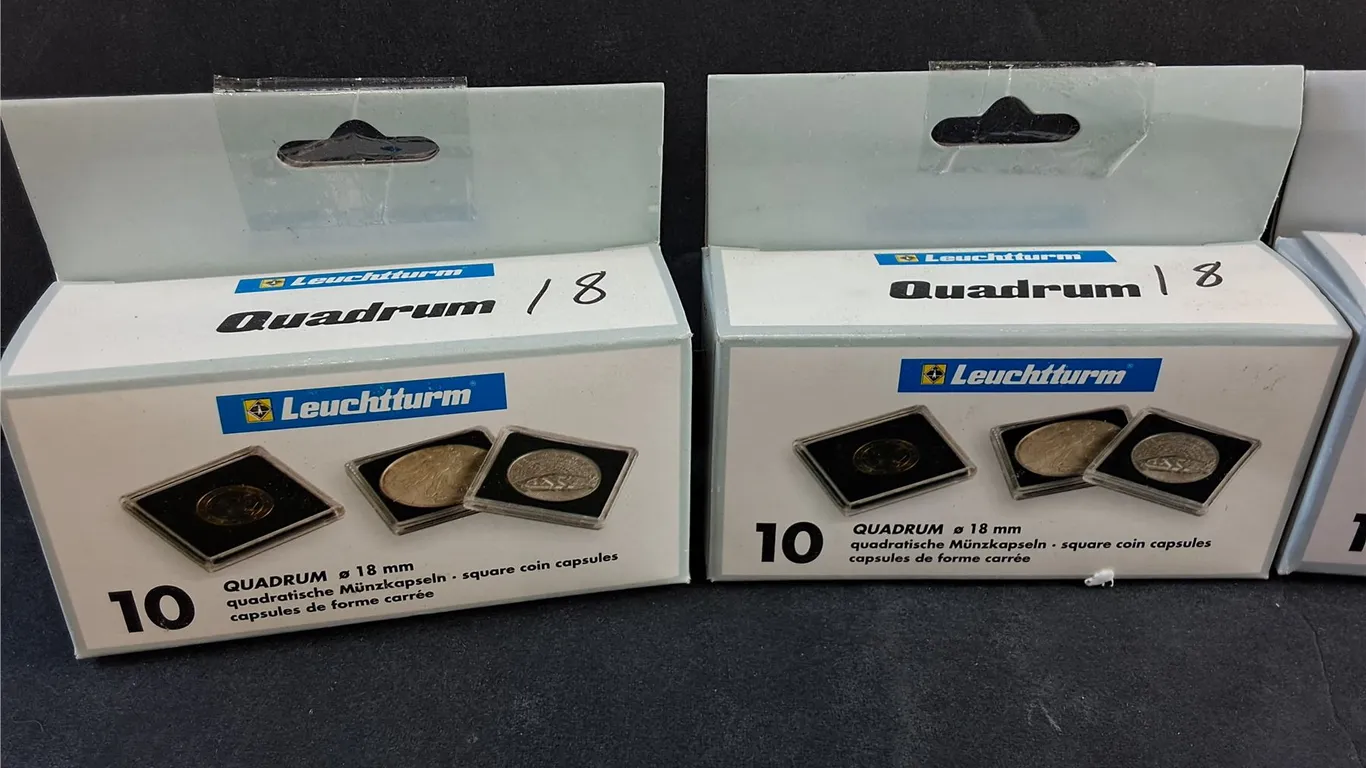 Leuchtturm
Quadrum 18
Leuchtturm
10
QUADRUM ø 18 mm
quadratische Münzkapseln · square coin capsules
capsules de forme carrée
Leuchtturm
Quadrum 18
Leuchtturm®
10
QUADRUM ø 18 mm
quadratische Münzkapseln · square coin capsules
capsules de forme carrée
1